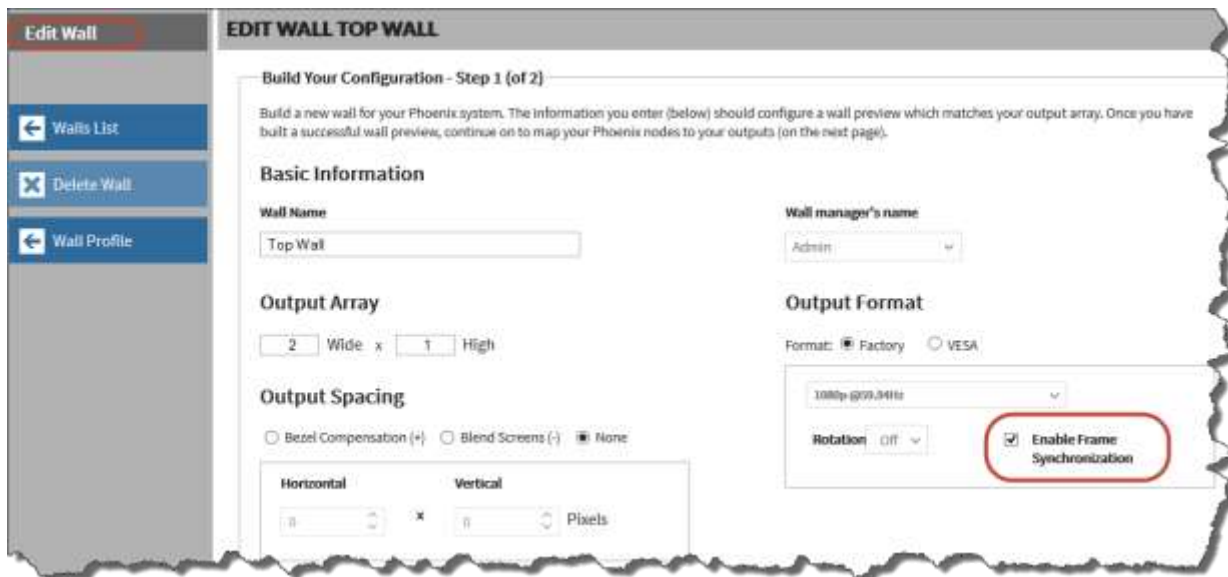 Edit Wall
Walls List
Delete Wall
Wall Profile
EDIT WALL TOP WALL
Build Your Configuration - Step 1 (of 2)
Build a new wall for your Phoenix system. The information you enter (below) should configure a wall preview which matches your output array. Once you have
built a successful wall preview, continue on to map your Phoenix nodes to your outputs (on the next page).
Basic Information
Wall Name
Top Wall
Wall manager's name
Admin
Output Array
2 Wide x 1 High
Output Format
Format: Factory VESA
1080p @59.94Hz
Rotation Off
Enable Frame
Synchronization
Output Spacing
Bezel Compensation (+) Blend Screens (-) None
Horizontal Vertical
0 x 0 Pixels